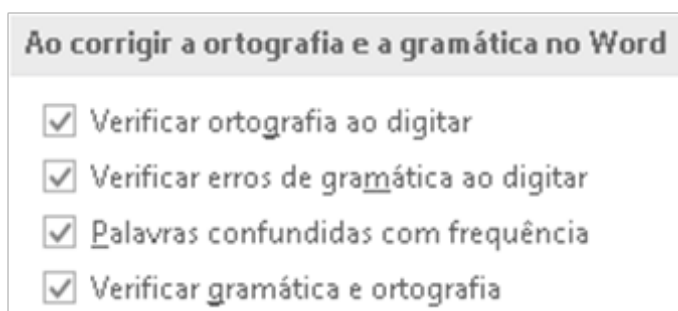 Ao corrigir a ortografia e a gramática no Word
Verificar ortografia ao digitar
Verificar erros de gramática ao digitar
Palavras confundidas com frequência
Verificar gramática e ortografia